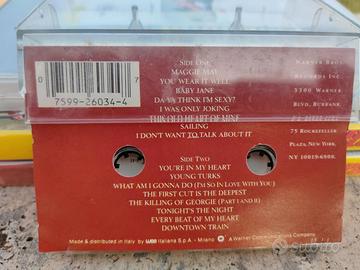 0
7
7599-26034-4
SIDE ONE
MAGGIE MAY
YOU WEAR IT WELL
BABY JANE
DA YA THINK I'M SEXY?
I WAS ONLY JOKING
THIS OLD HEART OF MINE
SAILING
I DON'T WANT TO TALK ABOUT IT
WARNER BROS.
RECORDS INC.
3300 WARNER
BLVD, BURBANK,
75 ROCKEFELLER
PLAZA, NEW YORK,
NY 10019-6908.
SIDE TWO
YOU'RE IN MY HEART
YOUNG TURKS
WHAT AM I GONNA DO (I'M SO IN LOVE WITH YOU)
THE FIRST CUT IS THE DEEPEST
THE KILLING OF GEORGIE (PART I AND II)
TONIGHT'S THE NIGHT
EVERY BEAT OF MY HEART
DOWNTOWN TRAIN
Made & distributed in Italy by wea italiana S.p.A. - Milano A Warner Communications Company
subito